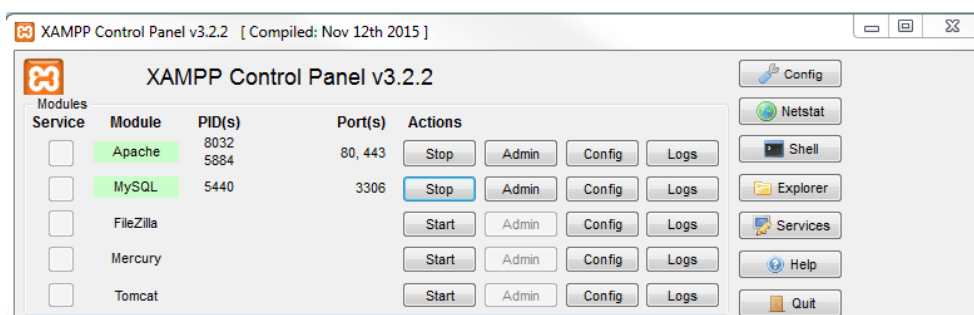 XAMPP Control Panel v3.2.2 [ Compiled: Nov 12th 2015 ]
XAMPP Control Panel v3.2.2
Config
Modules
Service Module PID(s) Port(s) Actions
Netstat
Apache 8032 5884 80, 443 Stop Admin Config Logs
Shell
MySQL 5440 3306 Stop Admin Config Logs
Explorer
FileZilla Start Admin Config Logs
Services
Mercury Start Admin Config Logs
Help
Tomcat Start Admin Config Logs
Quit